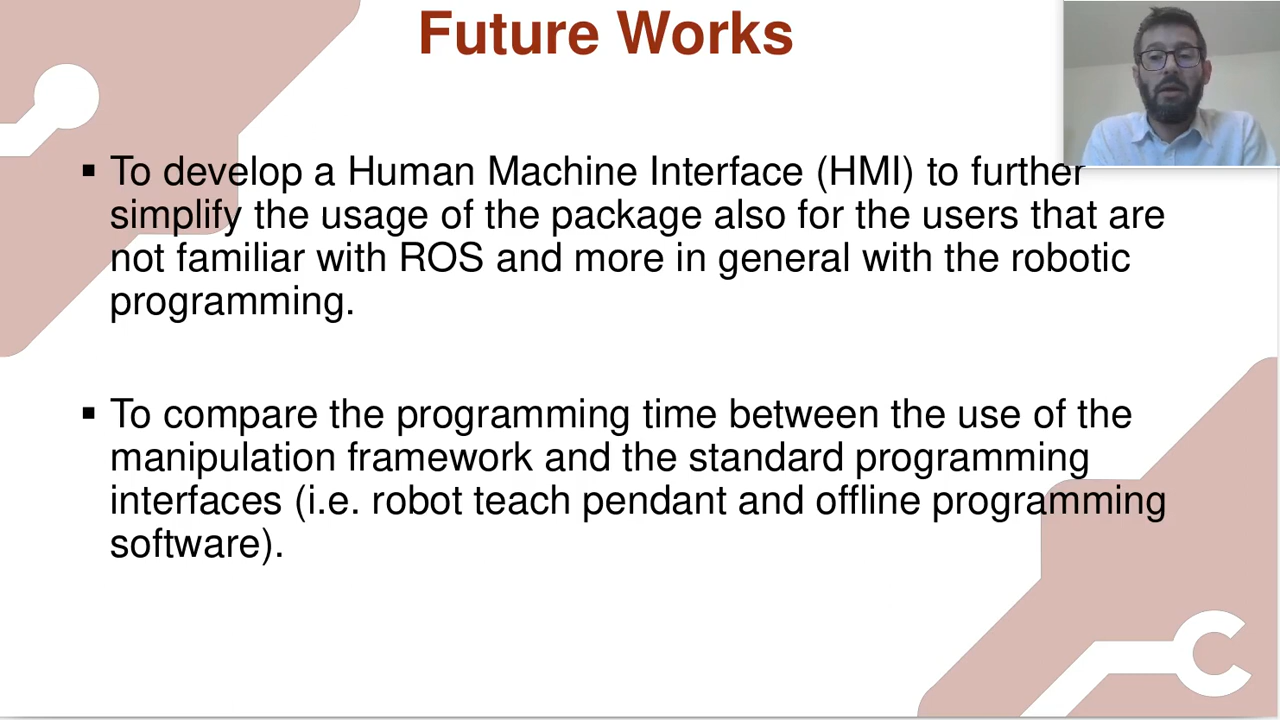 Future Works
▪ To develop a Human Machine Interface (HMI) to further
simplify the usage of the package also for the users that are
not familiar with ROS and more in general with the robotic
programming.
▪ To compare the programming time between the use of the
manipulation framework and the standard programming
interfaces (i.e. robot teach pendant and offline programming
software).